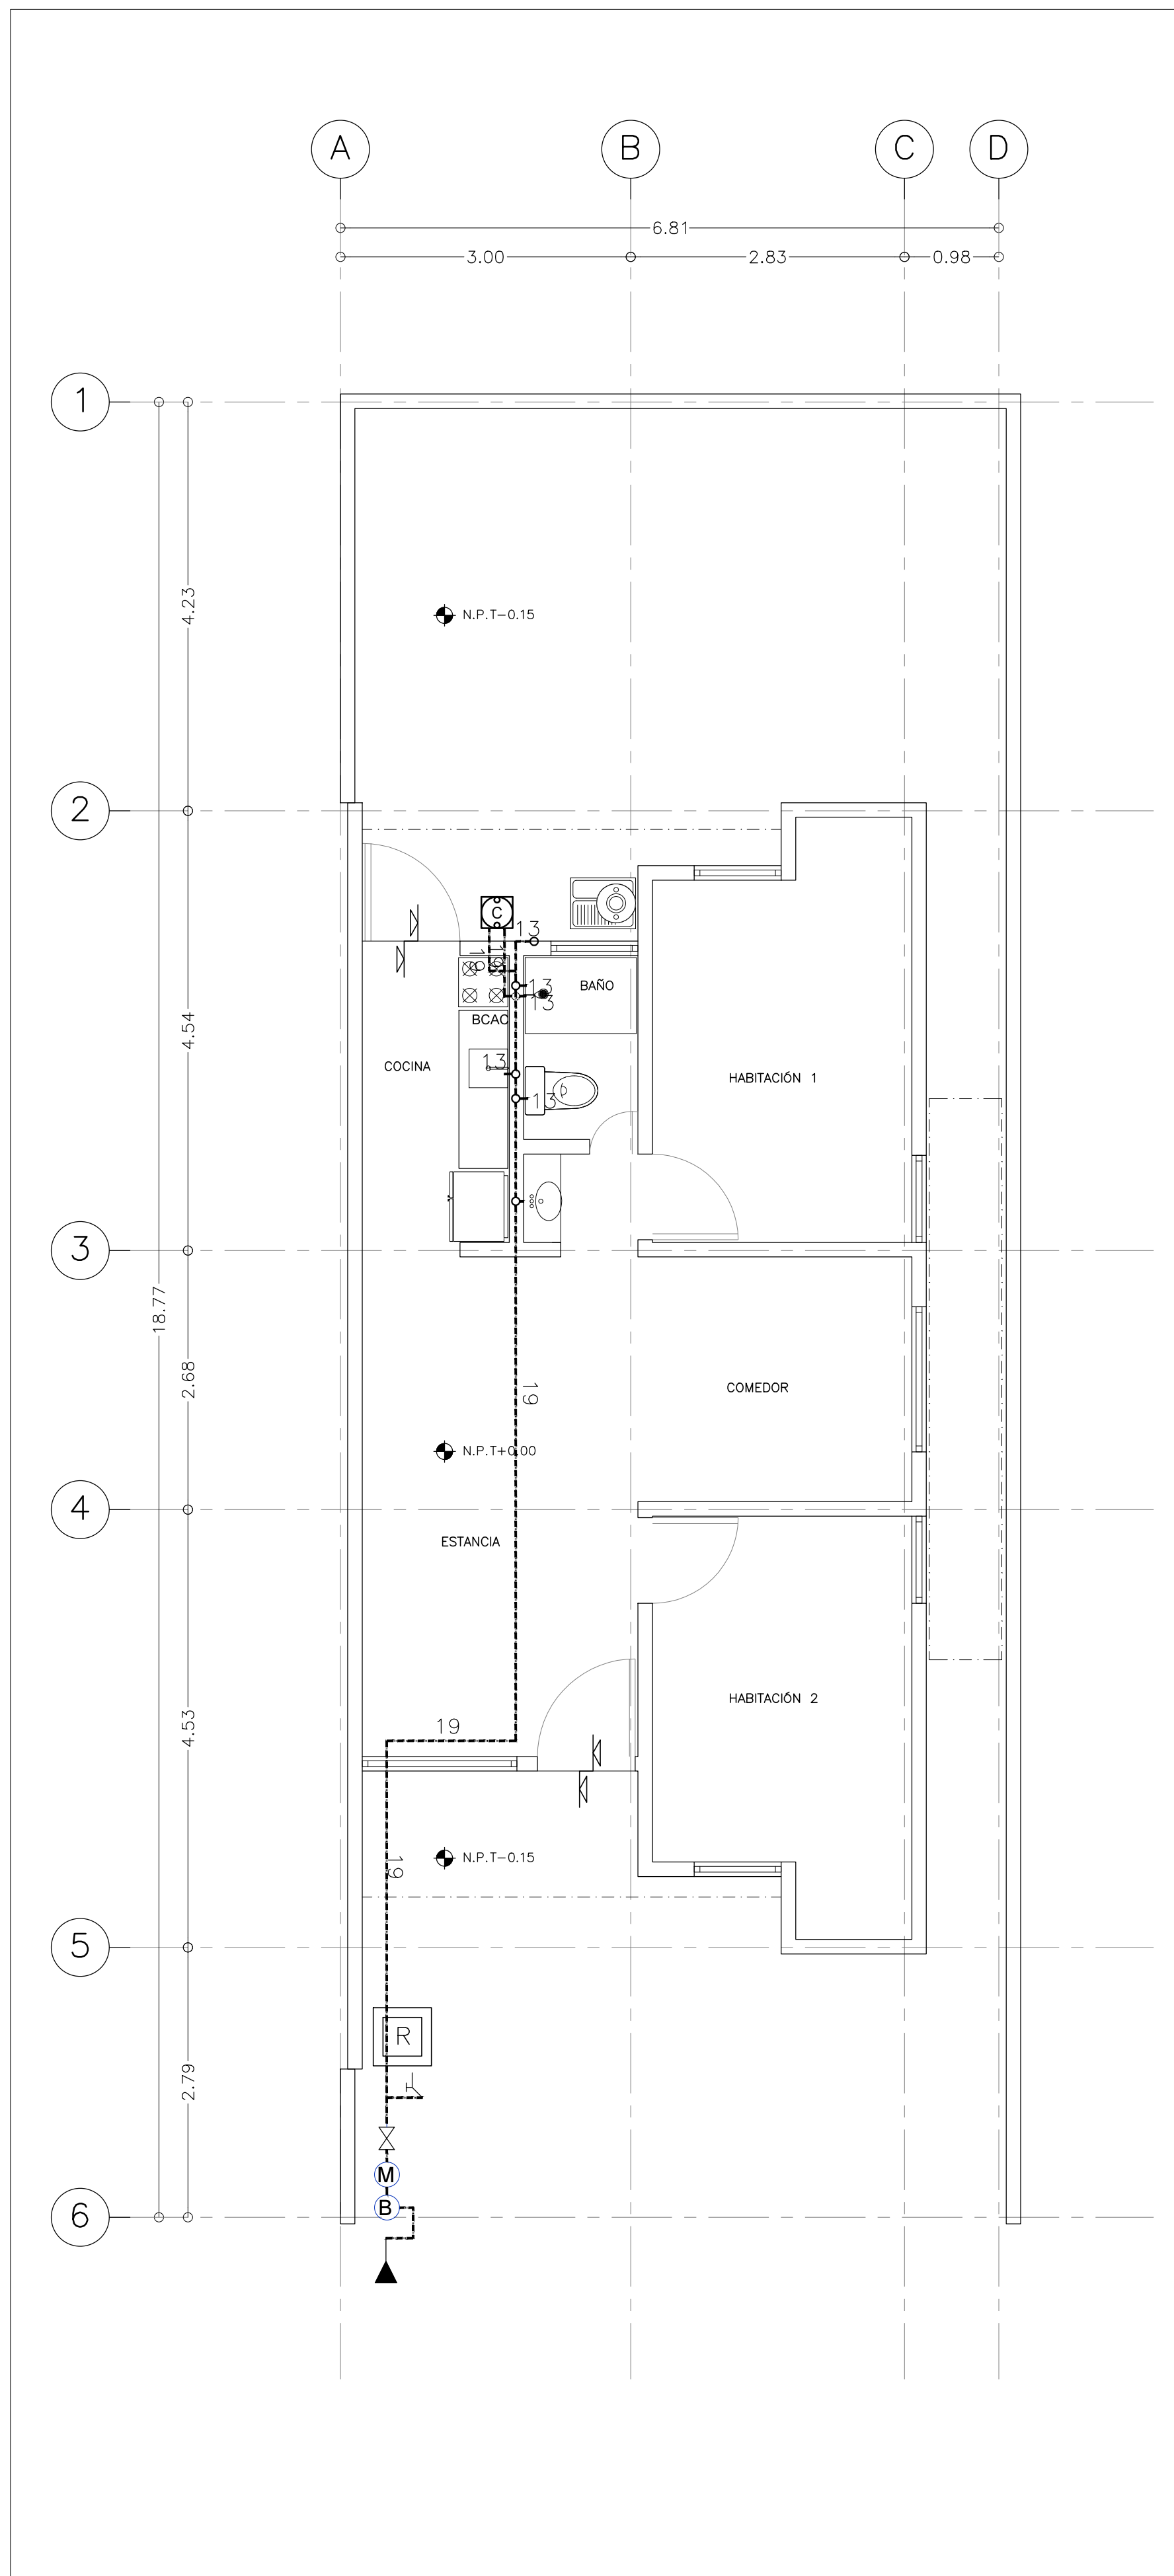 A B C D
6.81
3.00 2.83 0.98
1
4.23
N.P.T-0.15
2
C
13
19
19
13
13
BAÑO
BCAC
4.54
COCINA
13
HABITACIÓN 1
13
3
18.77
2.68
19
COMEDOR
N.P.T+0.00
4
ESTANCIA
HABITACIÓN 2
4.53
19
19
N.P.T-0.15
5
R
2.79
M
B
6